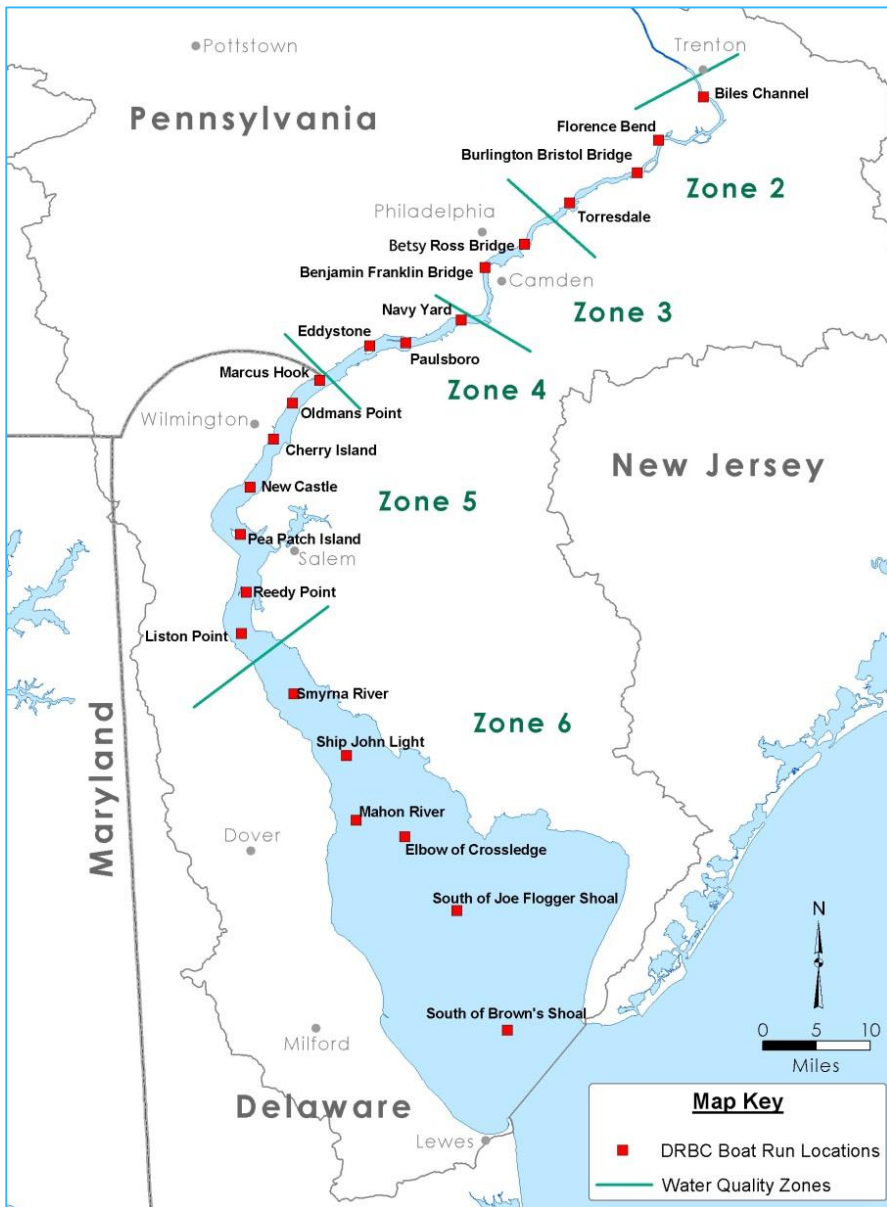 Pottstown
Trenton
Pennsylvania
Biles Channel
Florence Bend
Burlington Bristol Bridge
Zone 2
Philadelphia
Torresdale
Betsy Ross Bridge
Benjamin Franklin Bridge
Camden
Navy Yard
Zone 3
Eddystone
Paulsboro
Marcus Hook
Zone 4
Oldmans Point
Wilmington
Cherry Island
New Jersey
New Castle
Zone 5
Pea Patch Island
Salem
Reedy Point
Liston Point
Smyrna River
Zone 6
Ship John Light
Maryland
Mahon River
Dover
Elbow of Crossledge
South of Joe Flogger Shoal
N
South of Brown's Shoal
Milford
0 5 10
Miles
Delaware
Lewes
Map Key
DRBC Boat Run Locations
Water Quality Zones